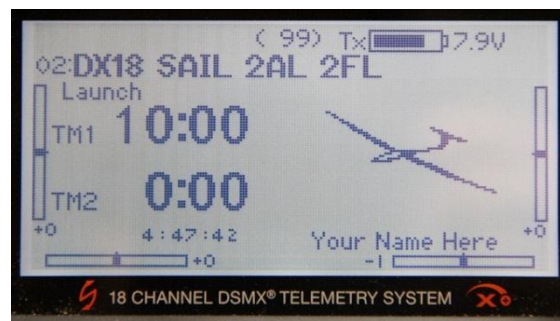 ( 99) Tx 7.9V
02:DX18 SAIL 2AL 2FL
Launch
TM1 10:00
TM2 0:00
+0 4:47:42 Your Name Here +0
+0 -1
18 CHANNEL DSMX® TELEMETRY SYSTEM X+